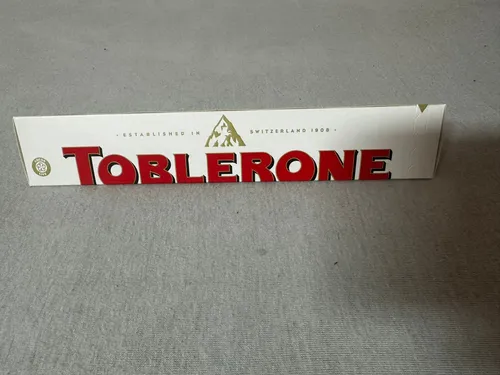 · ESTABLISHED IN SWITZERLAND 1908 ·
TOBLERONE